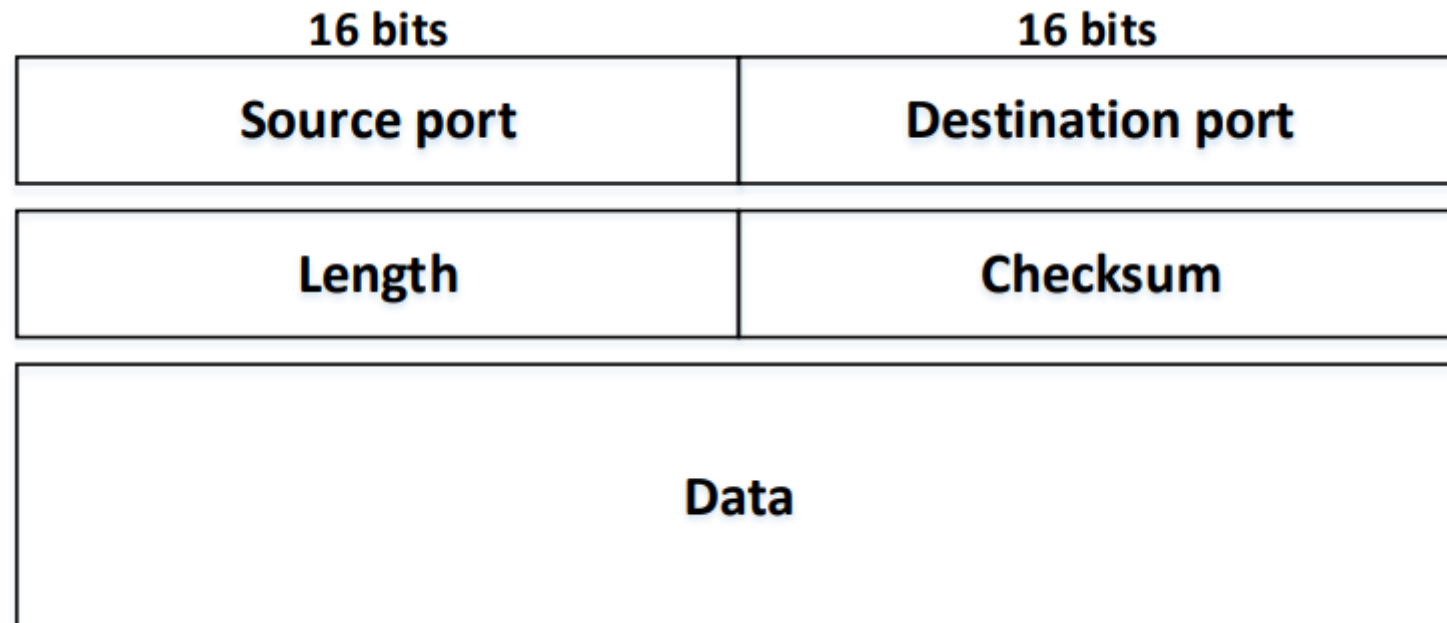 16 bits 16 bits
Source port Destination port
Length Checksum
Data